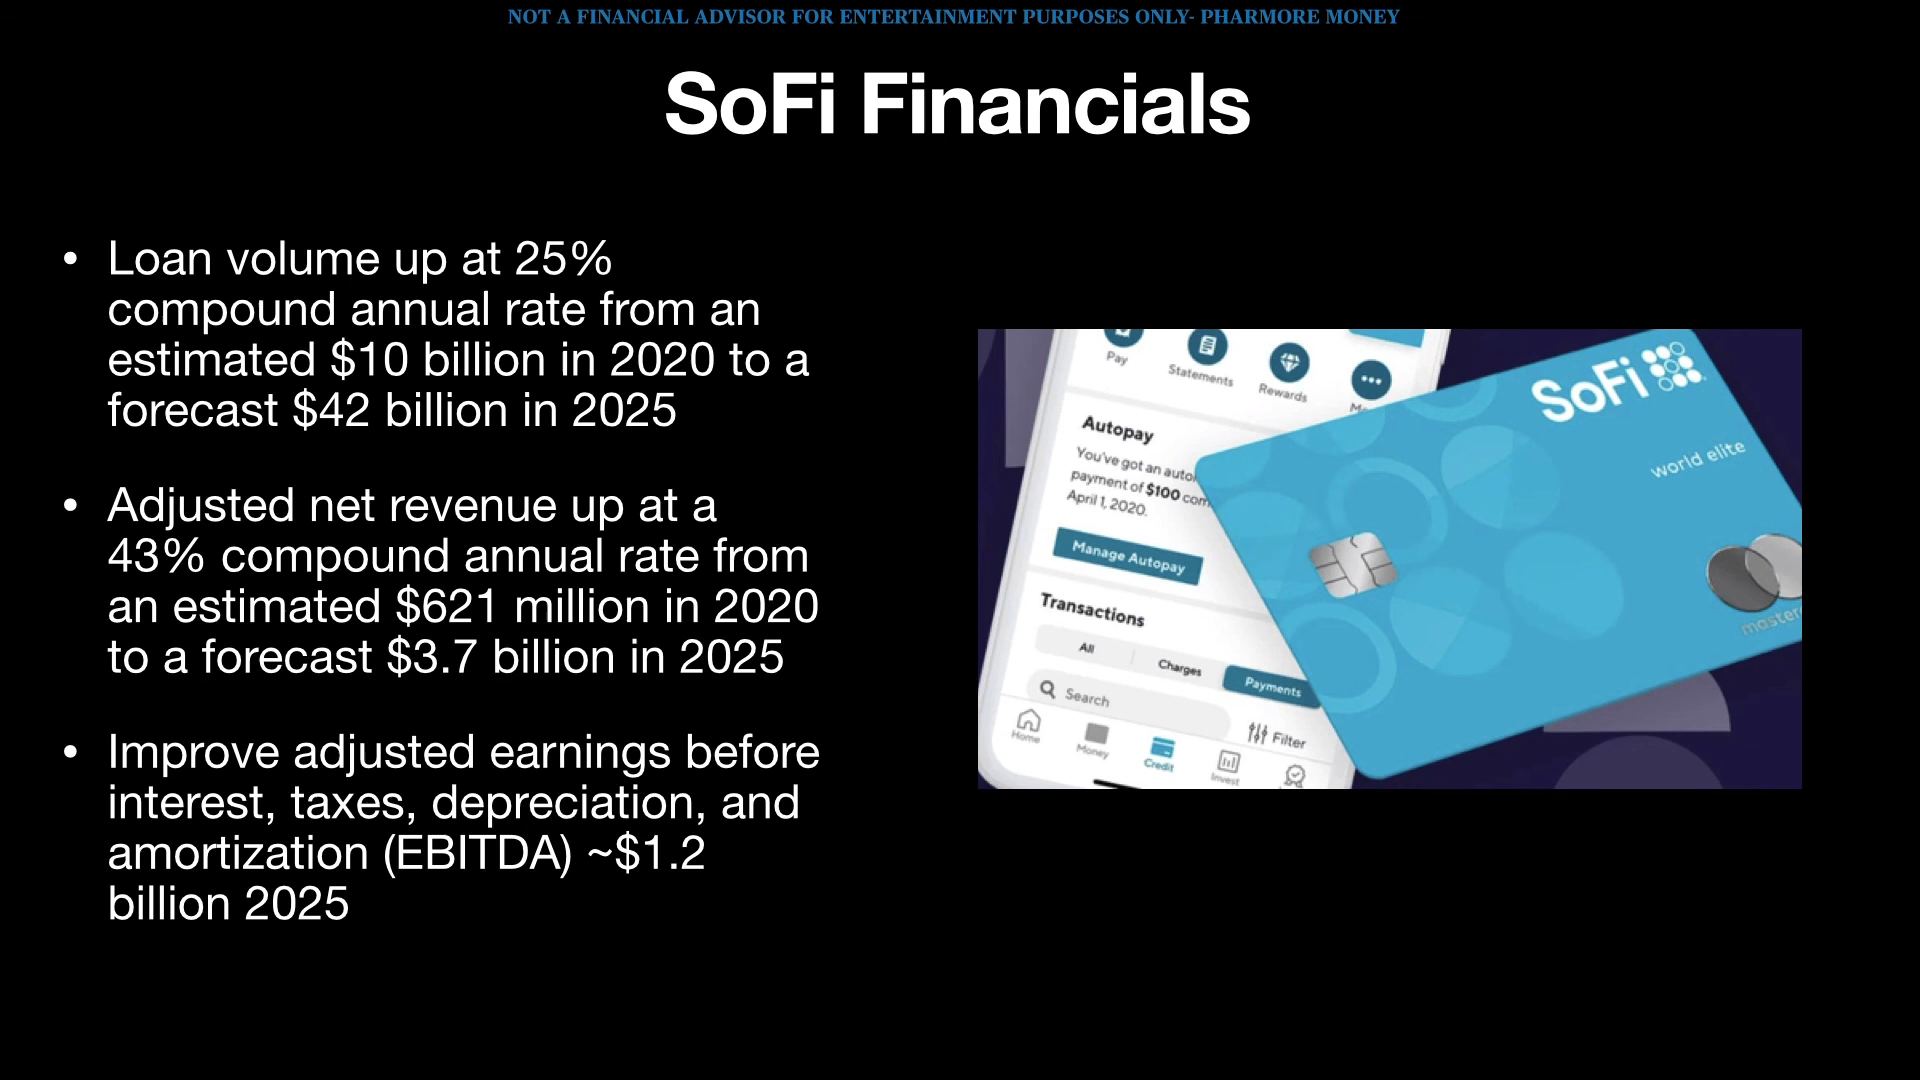 NOT A FINANCIAL ADVISOR FOR ENTERTAINMENT PURPOSES ONLY- PHARMORE MONEY
SoFi Financials
• Loan volume up at 25%
compound annual rate from an
estimated $10 billion in 2020 to a
forecast $42 billion in 2025
• Adjusted net revenue up at a
43% compound annual rate from
an estimated $621 million in 2020
to a forecast $3.7 billion in 2025
• Improve adjusted earnings before
interest, taxes, depreciation, and
amortization (EBITDA) ~$1.2
billion 2025
Pay
Statements
Rewards
Autopay
You've got an
payment of $100
April 1, 2020.
Manage Autopay
Transactions
All
Charges
Payments
Search
Filter
Home
Money
Credit
Invest
SoFi
world elite